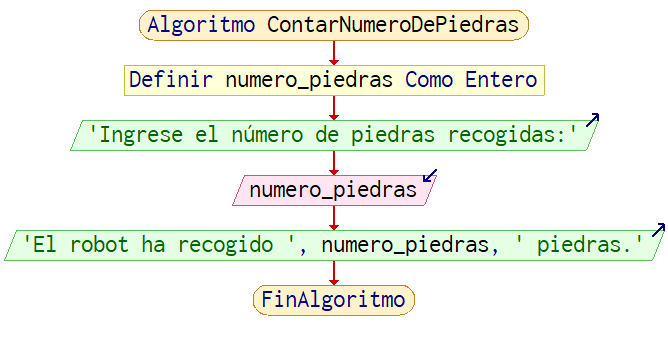 Algoritmo ContarNumeroDePiedras
Definir numero_piedras Como Entero
'Ingrese el número de piedras recogidas:'
numero_piedras
'El robot ha recogido ', numero_piedras, ' piedras.'
FinAlgoritmo